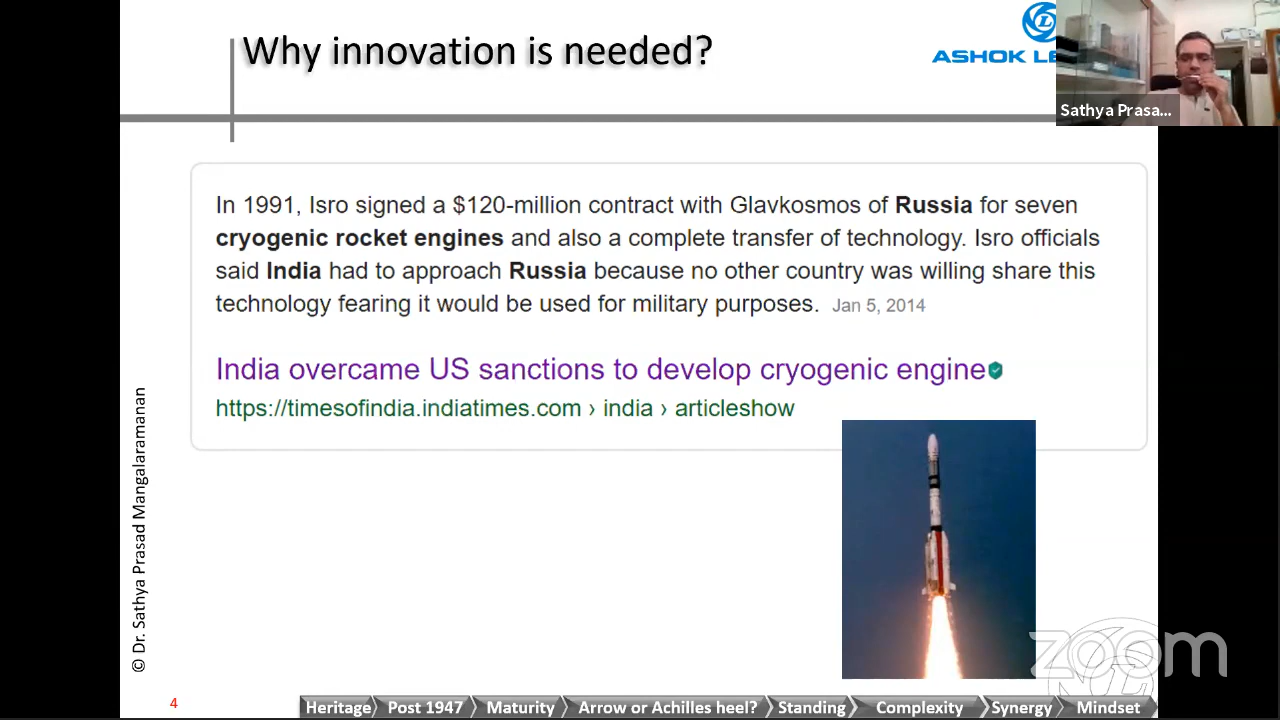 Why innovation is needed?
ASHOK LE
Sathya Prasa...
In 1991, Isro signed a $120-million contract with Glavkosmos of Russia for seven
cryogenic rocket engines and also a complete transfer of technology. Isro officials
said India had to approach Russia because no other country was willing share this
technology fearing it would be used for military purposes. Jan 5, 2014
India overcame US sanctions to develop cryogenic engine
https://timesofindia.indiatimes.com › india › articleshow
© Dr. Sathya Prasad Mangalaramanan
zoom
4
Heritage Post 1947 Maturity Arrow or Achilles heel? Standing Complexity Synergy Mindset